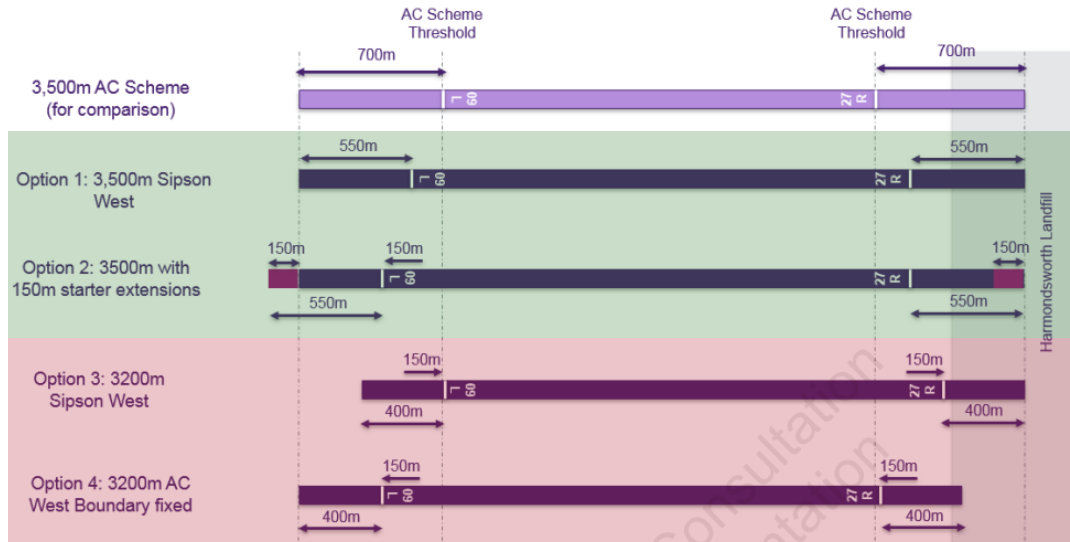 AC Scheme
Threshold
AC Scheme
Threshold
700m
700m
3,500m AC Scheme
(for comparison)
09
L
27
R
550m
550m
Option 1: 3,500m Sipson
West
09
L
27
R
Harmondsworth Landfill
150m
150m
150m
Option 2: 3500m with
150m starter extensions
09
L
27
R
550m
550m
150m
150m
Option 3: 3200m
Sipson West
09
L
27
R
400m
400m
Consultation
150m
150m
Option 4: 3200m AC
West Boundary fixed
09
L
27
R
400m
400m